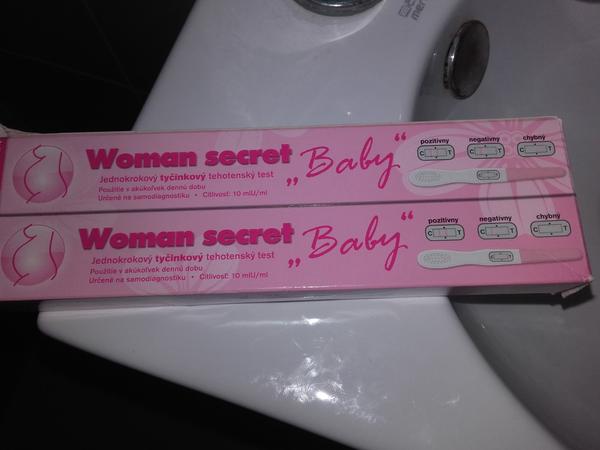 Woman secret „Baby“
Jednokrokový tyčinkový tehotenský test
Použitie v akúkoľvek dennú dobu
Určené na samodiagnostiku • Citlivosť: 10 mIU/ml
pozitívny negatívny chybný
C T C T C T
Woman secret „Baby“
Jednokrokový tyčinkový tehotenský test
Použitie v akúkoľvek dennú dobu
Určené na samodiagnostiku • Citlivosť: 10 mIU/ml
pozitívny negatívny chybný
C T C T C T